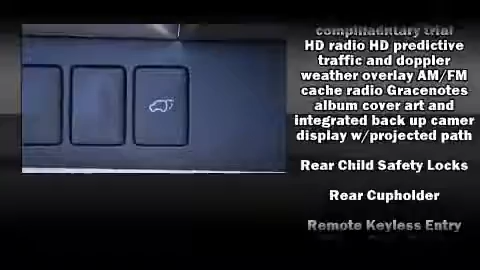 trial
HD radio HD predictive
traffic and doppler
weather overlay AM/FM
cache radio Gracenotes
album cover art and
integrated back up camer
display w/projected path
Rear Child Safety Locks
Rear Cupholder
Remote Keyless Entry